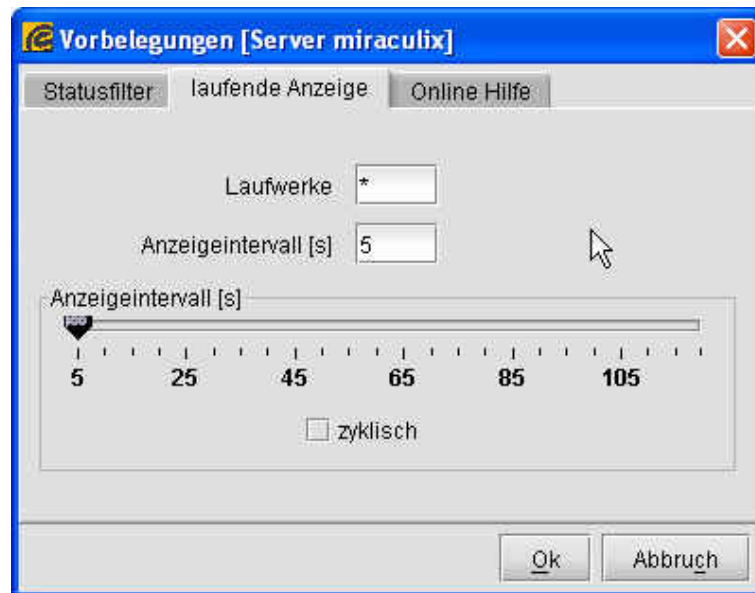 Vorbelegungen [Server miraculix]
Statusfilter laufende Anzeige Online Hilfe
Laufwerke *
Anzeigeintervall [s] 5
Anzeigeintervall [s]
5 25 45 65 85 105
zyklisch
Ok Abbruch